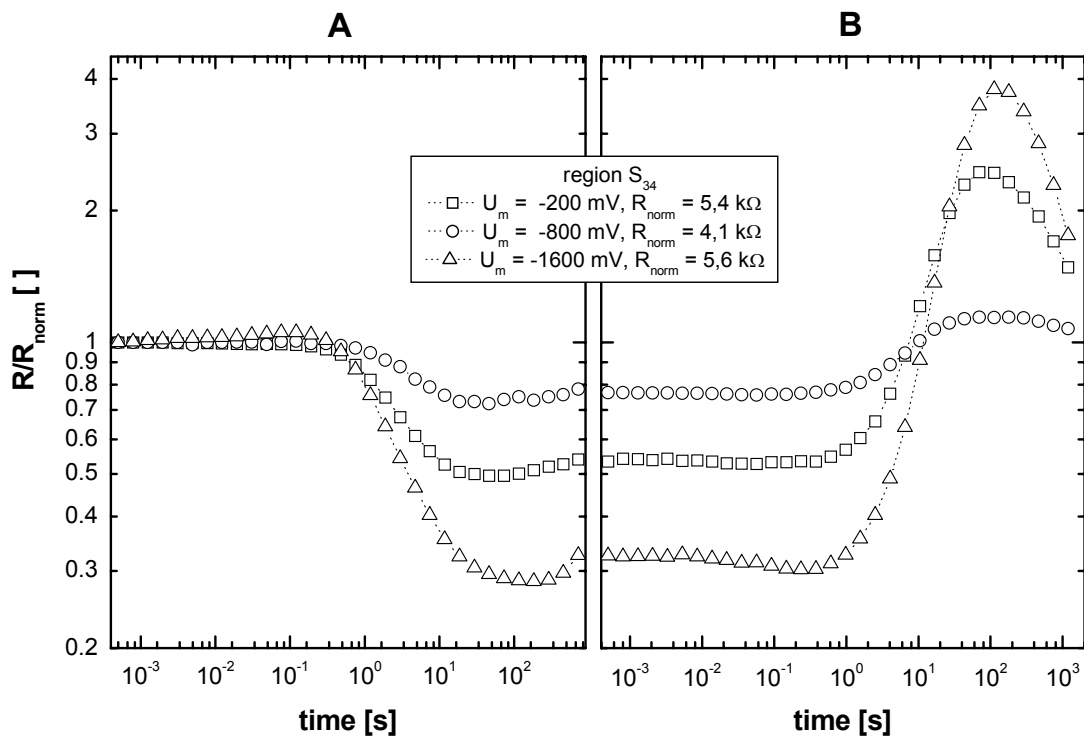 A
B
4
3
2
1
0.9
0.8
0.7
0.6
0.5
0.4
0.3
0.2
R/R_norm [ ]
region S_34
U_m = -200 mV, R_norm = 5,4 kΩ
U_m = -800 mV, R_norm = 4,1 kΩ
U_m = -1600 mV, R_norm = 5,6 kΩ
10^-3 10^-2 10^-1 10^0 10^1 10^2
10^-3 10^-2 10^-1 10^0 10^1 10^2 10^3
time [s]
time [s]